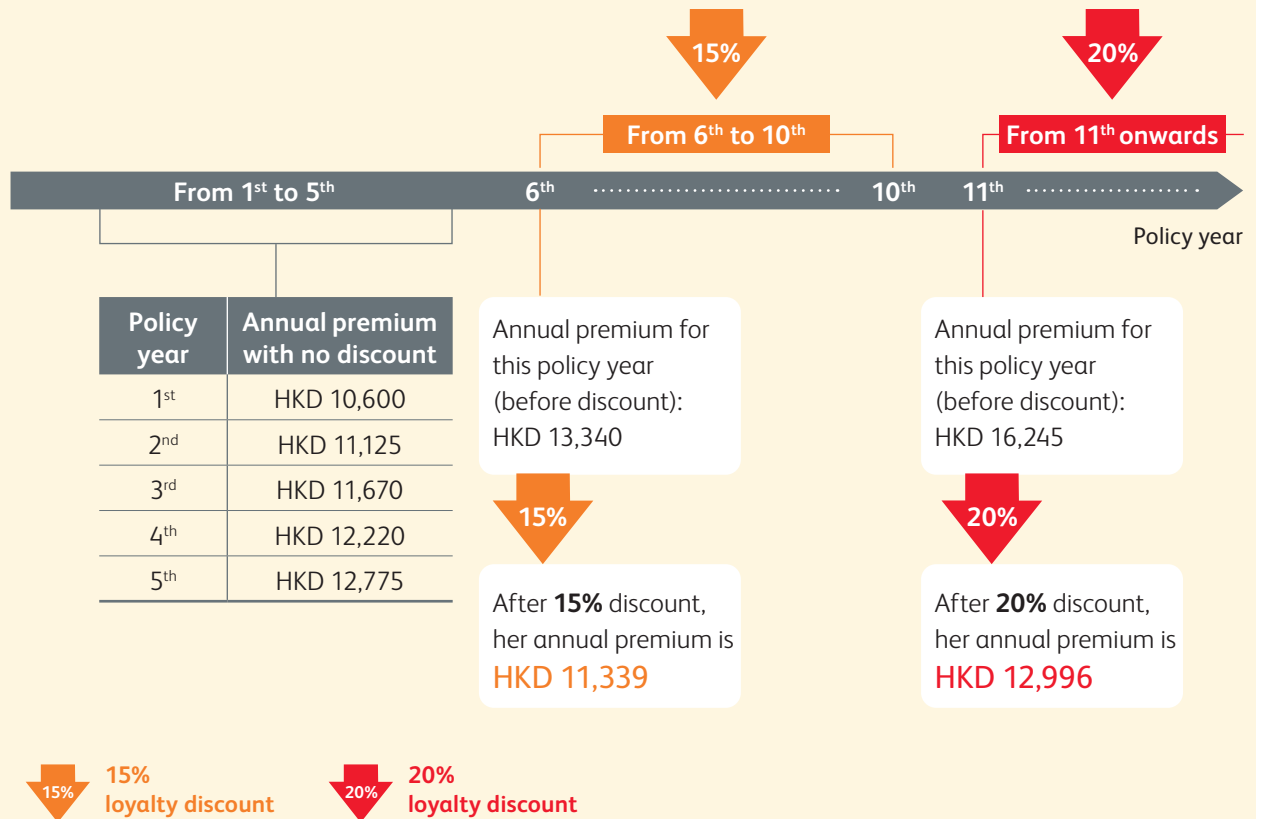 15%
20%
From 6th to 10th
From 11th onwards
From 1st to 5th
6th
10th
11th
Policy year
Policy year
Annual premium with no discount
1st HKD 10,600
2nd HKD 11,125
3rd HKD 11,670
4th HKD 12,220
5th HKD 12,775
Annual premium for
this policy year
(before discount):
HKD 13,340
15%
After 15% discount,
her annual premium is
HKD 11,339
Annual premium for
this policy year
(before discount):
HKD 16,245
20%
After 20% discount,
her annual premium is
HKD 12,996
15%
15%
loyalty discount
20%
20%
loyalty discount